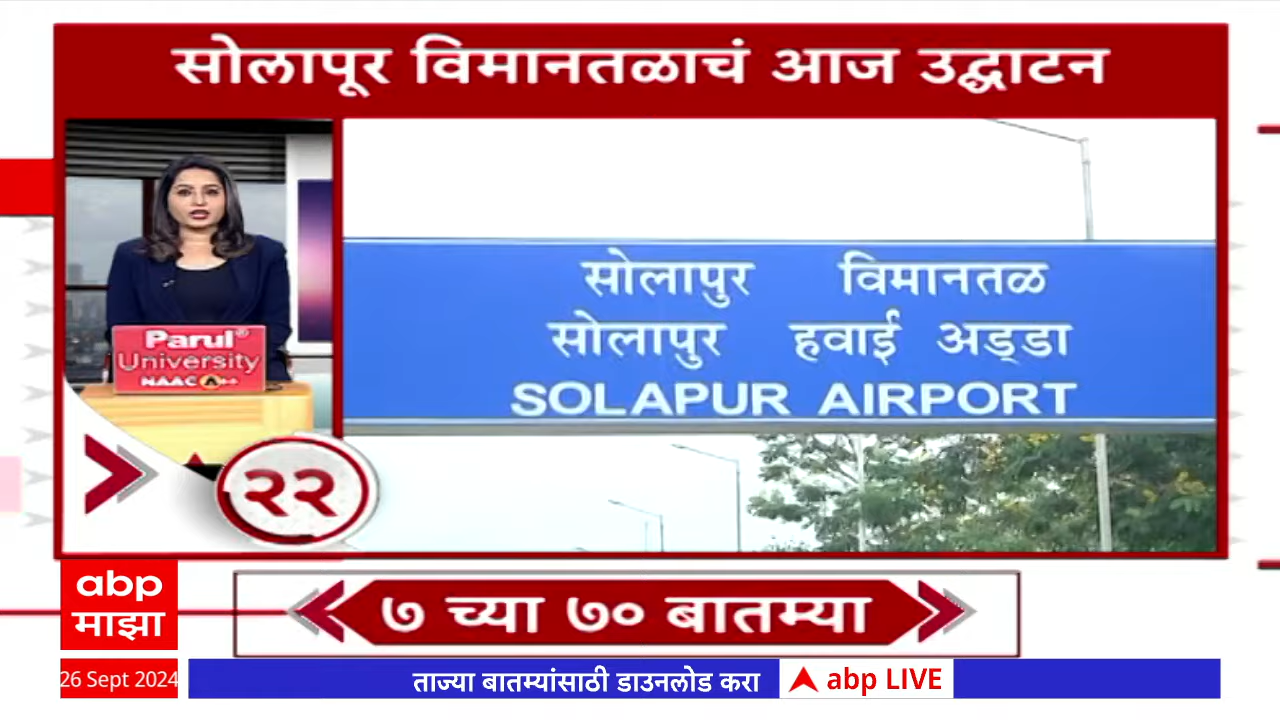 सोलापूर विमानतळाचं आज उद्घाटन
सोलापुर विमानतळ
सोलापुर हवाई अड्डा
SOLAPUR AIRPORT
Parul®
University
NAAC A++
२२
abp
माझा
७ च्या ७० बातम्या
26 Sept 2024
ताज्या बातम्यांसाठी डाउनलोड करा abp LIVE